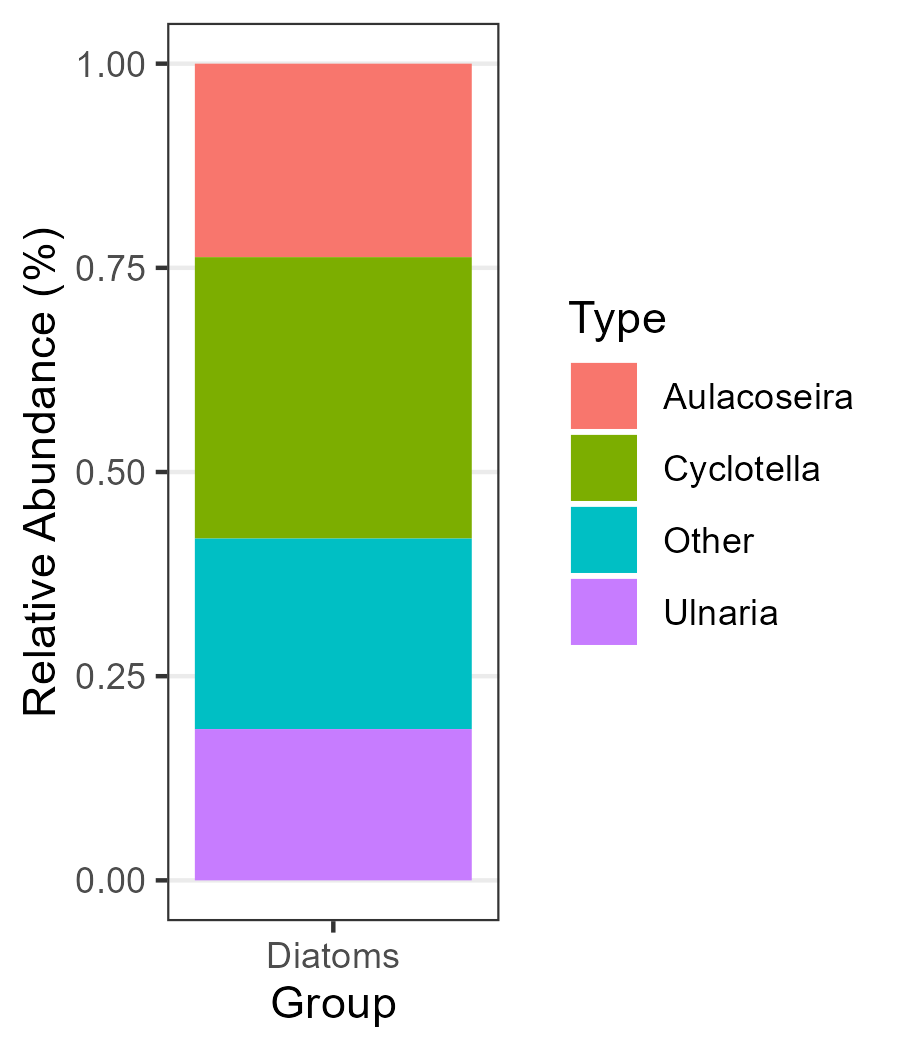 Relative Abundance (%)
1.00
0.75
0.50
0.25
0.00
Diatoms
Group
Type
Aulacoseira
Cyclotella
Other
Ulnaria